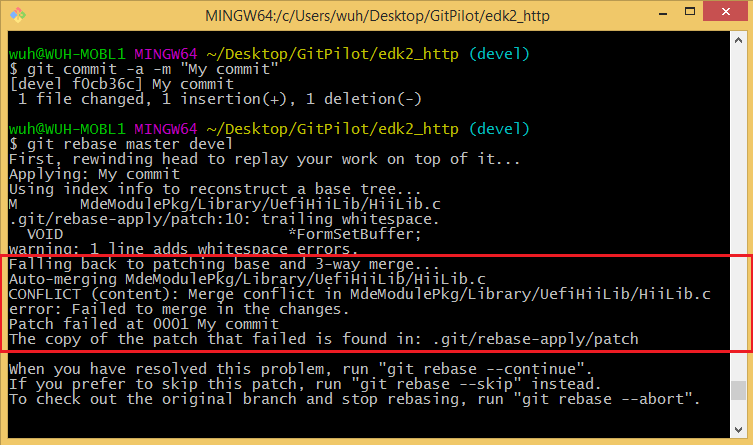 MINGW64:/c/Users/wuh/Desktop/GitPilot/edk2_http
wuh@WUH-MOBL1 MINGW64 ~/Desktop/GitPilot/edk2_http (devel)
$ git commit -a -m "My commit"
[devel f0cb36c] My commit
 1 file changed, 1 insertion(+), 1 deletion(-)
wuh@WUH-MOBL1 MINGW64 ~/Desktop/GitPilot/edk2_http (devel)
$ git rebase master devel
First, rewinding head to replay your work on top of it...
Applying: My commit
Using index info to reconstruct a base tree...
M       MdeModulePkg/Library/UefiHiiLib/HiiLib.c
.git/rebase-apply/patch:10: trailing whitespace.
  VOID                        *FormSetBuffer;
warning: 1 line adds whitespace errors.
Falling back to patching base and 3-way merge...
Auto-merging MdeModulePkg/Library/UefiHiiLib/HiiLib.c
CONFLICT (content): Merge conflict in MdeModulePkg/Library/UefiHiiLib/HiiLib.c
error: Failed to merge in the changes.
Patch failed at 0001 My commit
The copy of the patch that failed is found in: .git/rebase-apply/patch
When you have resolved this problem, run "git rebase --continue".
If you prefer to skip this patch, run "git rebase --skip" instead.
To check out the original branch and stop rebasing, run "git rebase --abort".